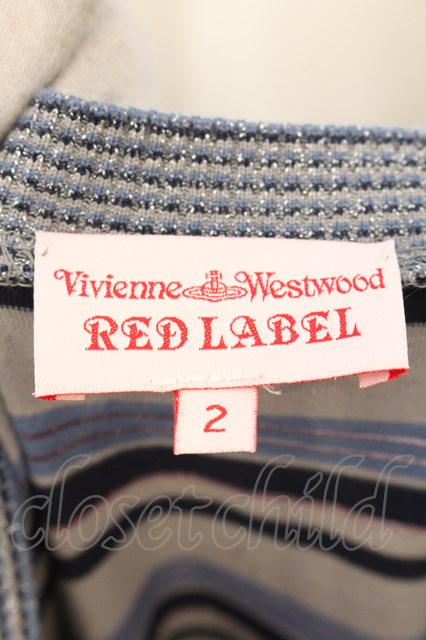 Vivienne Westwood
RED LABEL
2
closetchild